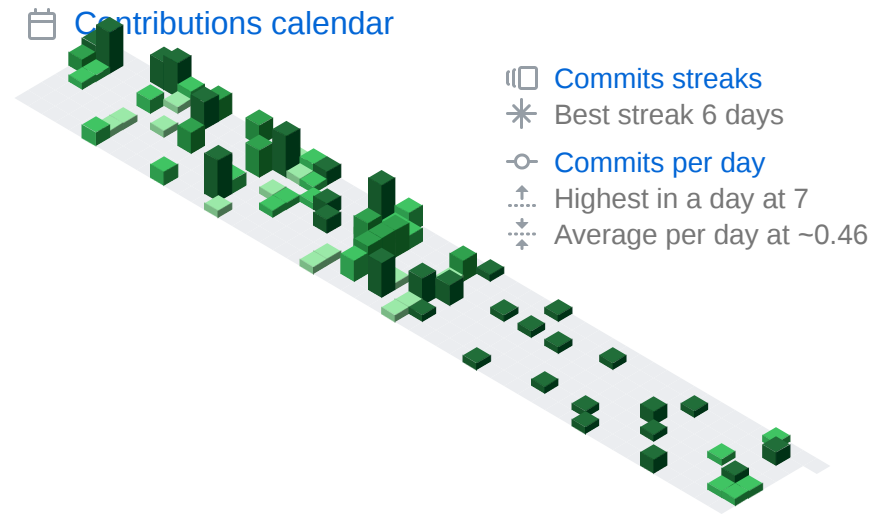 Contributions calendar
Commits streaks
Best streak 6 days
Commits per day
Highest in a day at 7
Average per day at ~0.46